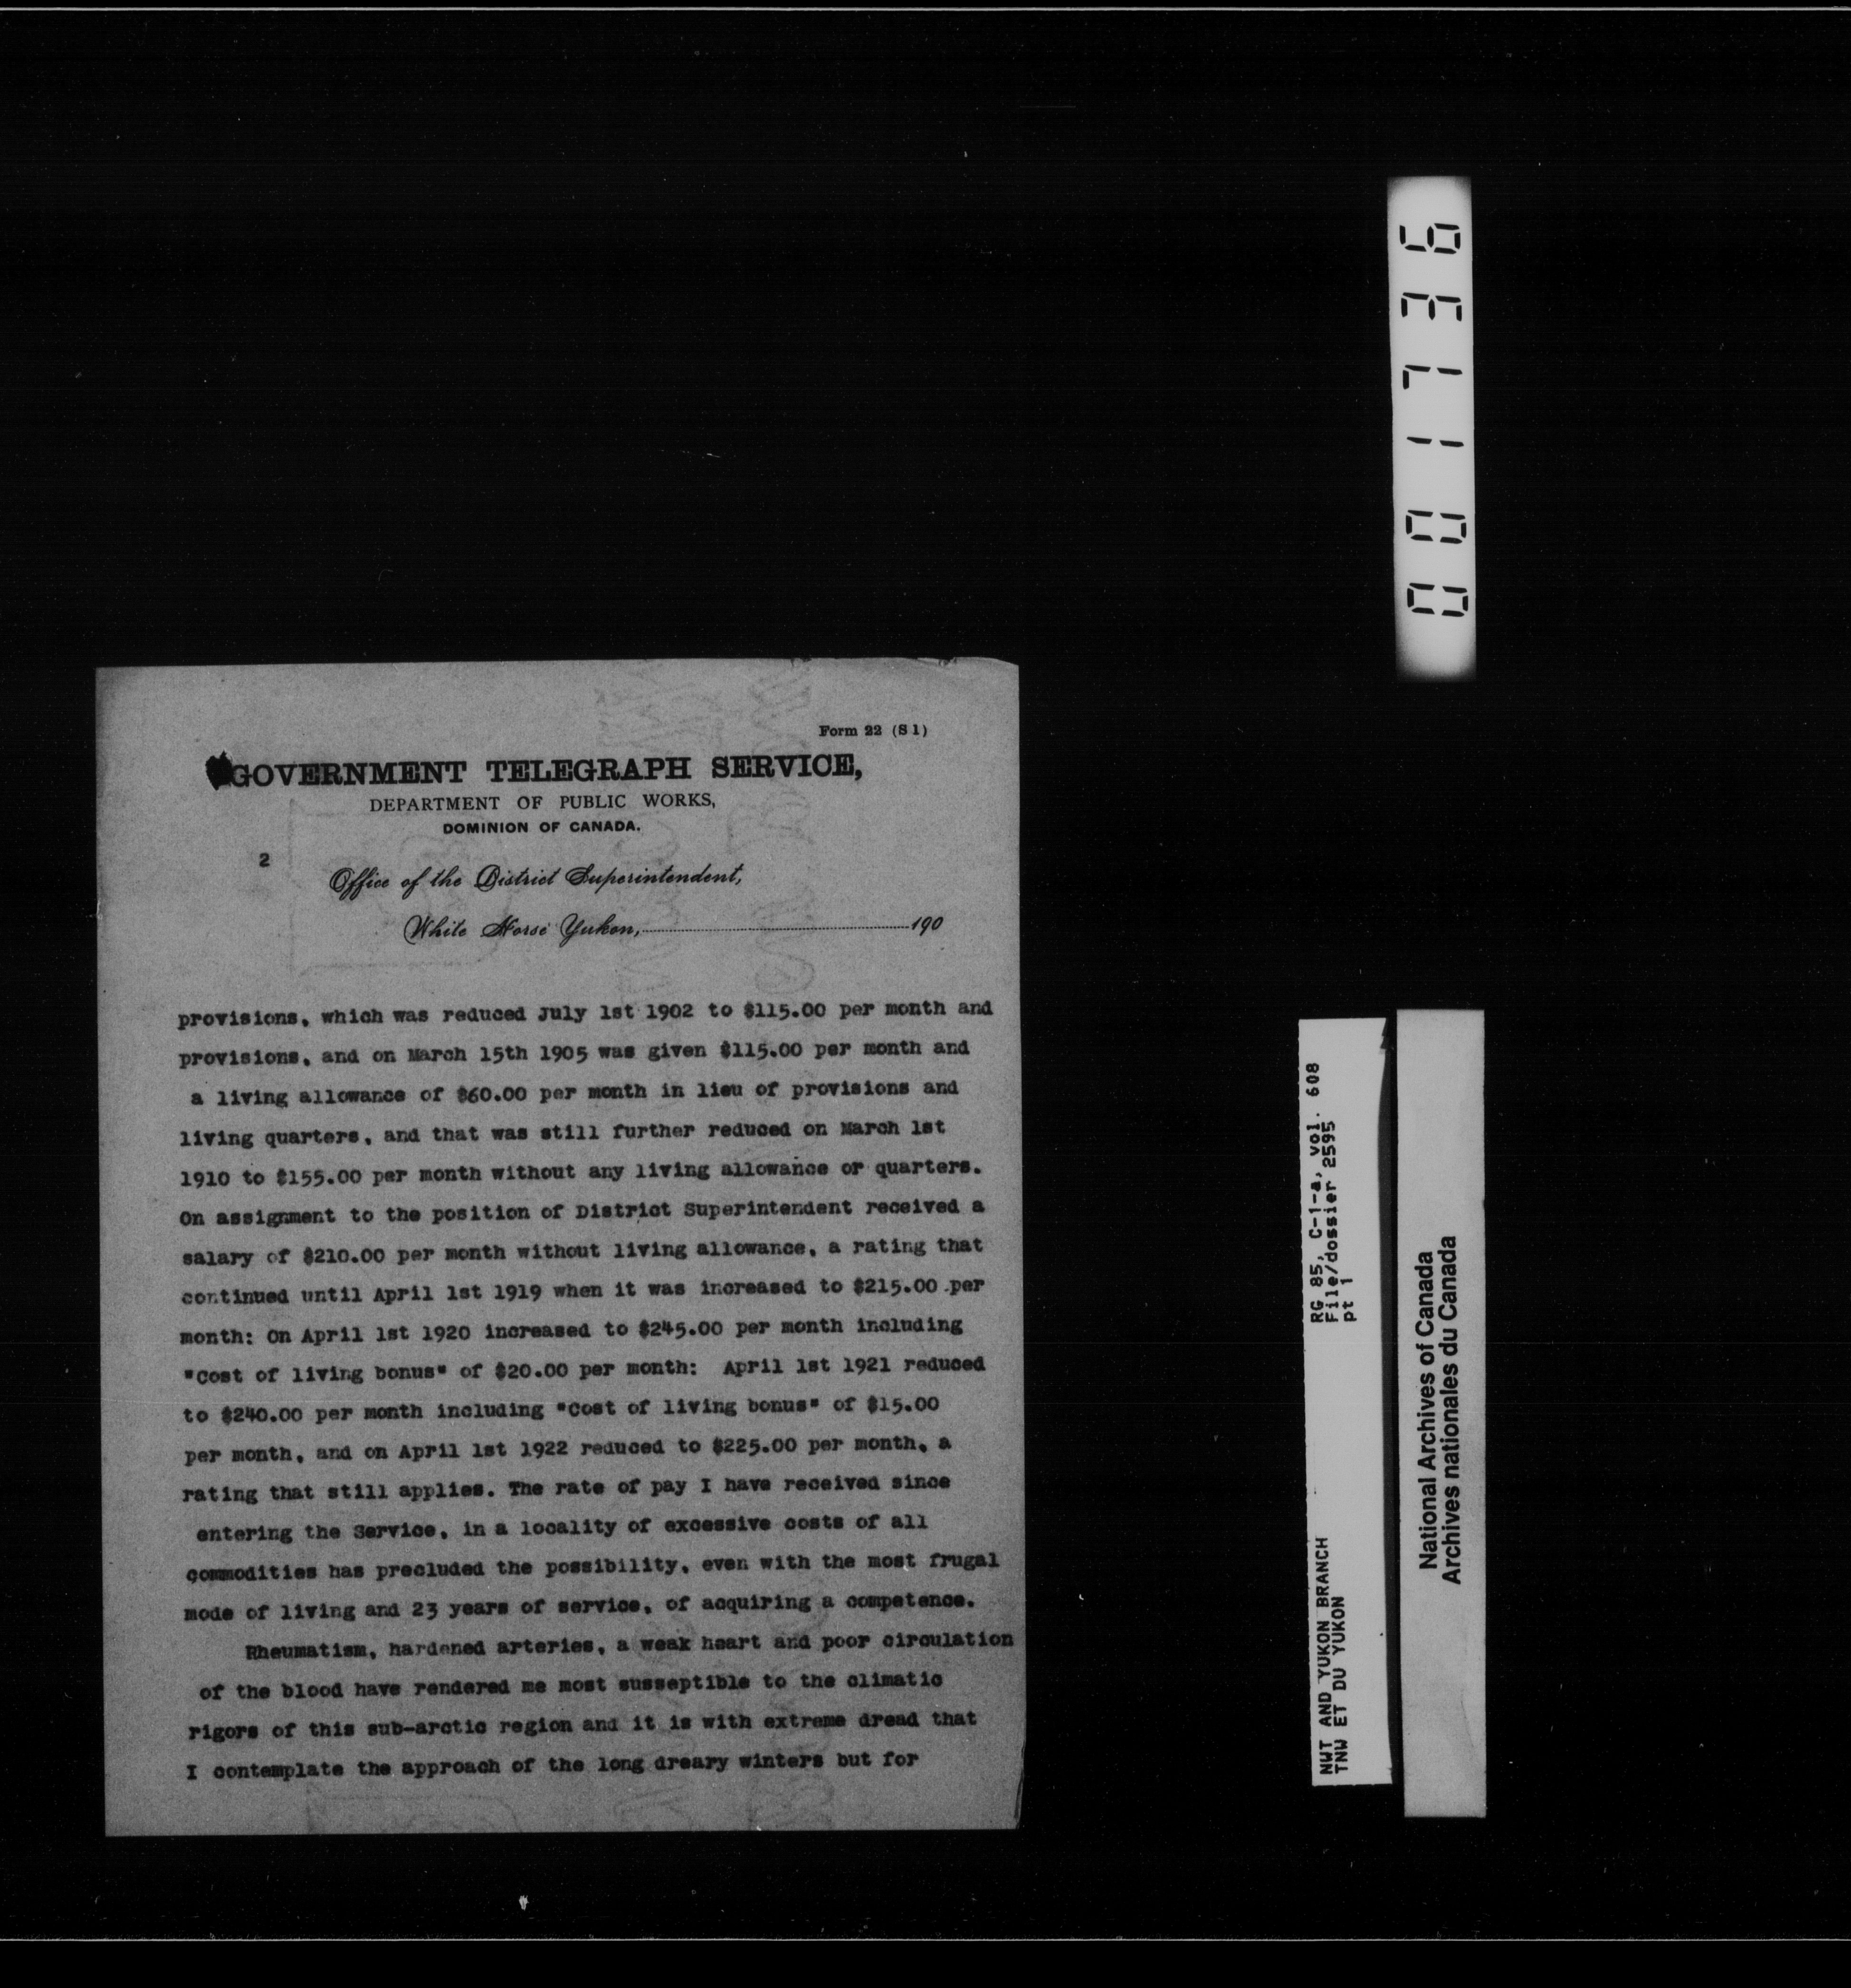 Form 22 (S 1)
GOVERNMENT TELEGRAPH SERVICE,
DEPARTMENT OF PUBLIC WORKS,
DOMINION OF CANADA.
2
Office of the District Superintendent,
White Horse Yukon, 190
provisions, which was reduced July 1st 1902 to $115.00 per month and
provisions, and on March 15th 1905 was given $115.00 per month and
a living allowance of $60.00 per month in lieu of provisions and
living quarters, and that was still further reduced on March 1st
1910 to $155.00 per month without any living allowance or quarters.
On assignment to the position of District Superintendent received a
salary of $210.00 per month without living allowance, a rating that
continued until April 1st 1919 when it was increased to $215.00 per
month: On April 1st 1920 increased to $245.00 per month including
"Cost of living bonus" of $20.00 per month: April 1st 1921 reduced
to $240.00 per month including "Cost of living bonus" of $15.00
per month, and on April 1st 1922 reduced to $225.00 per month, a
rating that still applies. The rate of pay I have received since
entering the Service, in a locality of excessive costs of all
commodities has precluded the possibility, even with the most frugal
mode of living and 23 years of service, of acquiring a competence.
Rheumatism, hardened arteries, a weak heart and poor circulation
of the blood have rendered me most susseptible to the climatic
rigors of this sub-arctic region and it is with extreme dread that
I contemplate the approach of the long dreary winters but for
001736
RG 85, C-1-a, vol. 608
File/dossier 2595
pt 1
NWT AND YUKON BRANCH
TNW ET DU YUKON
National Archives of Canada
Archives nationales du Canada